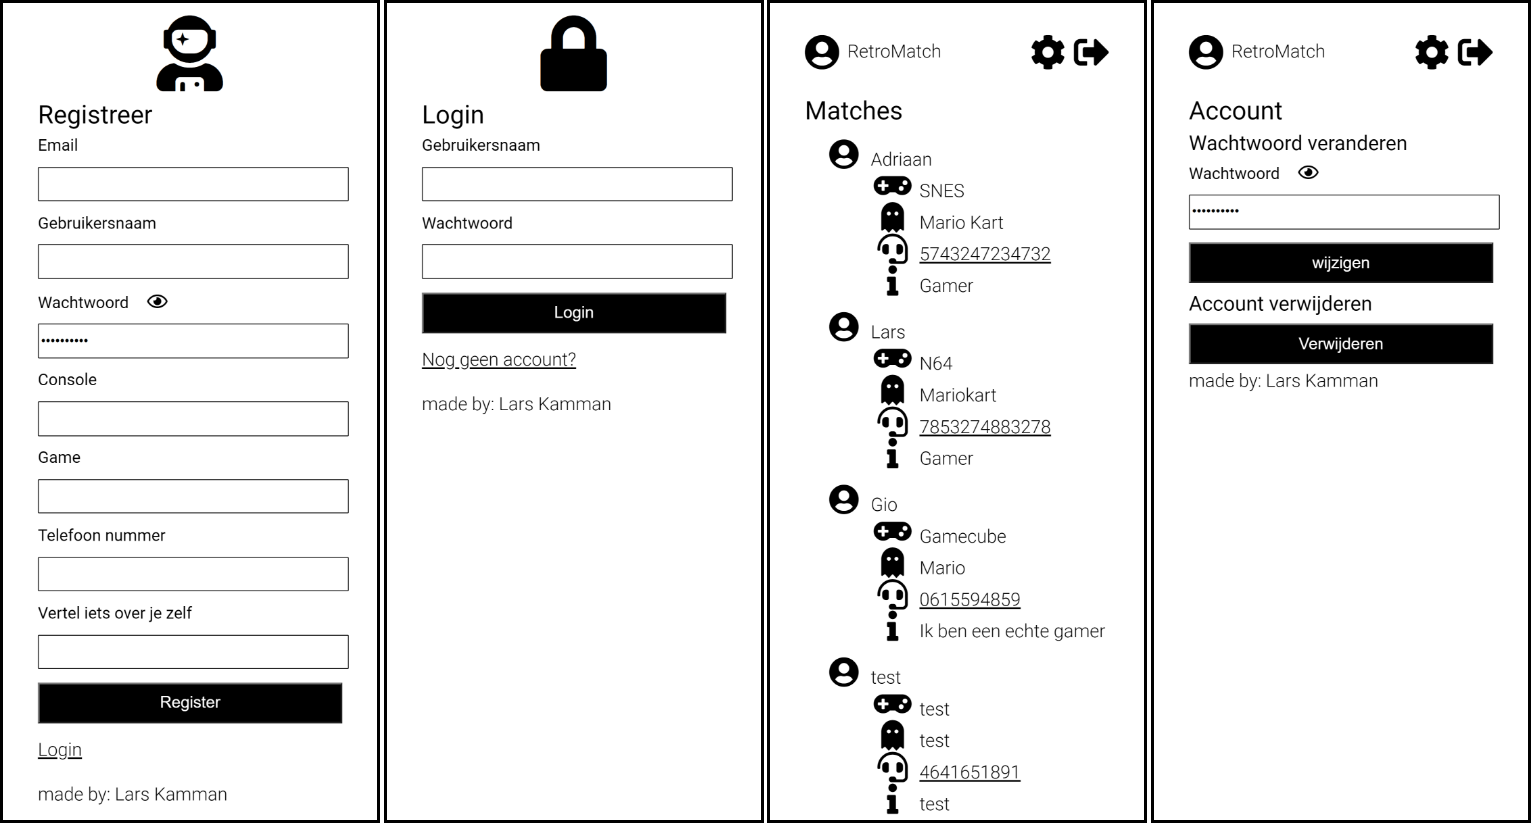 Registreer
Email
Gebruikersnaam
Wachtwoord
••••••••••
Console
Game
Telefoon nummer
Vertel iets over je zelf
Register
Login
made by: Lars Kamman
Login
Gebruikersnaam
Wachtwoord
Login
Nog geen account?
made by: Lars Kamman
RetroMatch
Matches
Adriaan
SNES
Mario Kart
5743247234732
Gamer
Lars
N64
Mariokart
7853274883278
Gamer
Gio
Gamecube
Mario
0615594859
Ik ben een echte gamer
test
test
test
4641651891
test
RetroMatch
Account
Wachtwoord veranderen
Wachtwoord
••••••••••
wijzigen
Account verwijderen
Verwijderen
made by: Lars Kamman